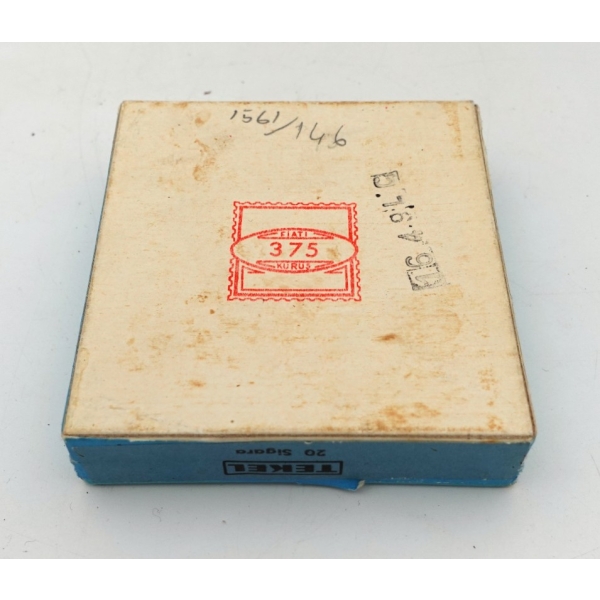 1561/146
FİATI
375
KURUŞ
TEKEL
20 Sigara